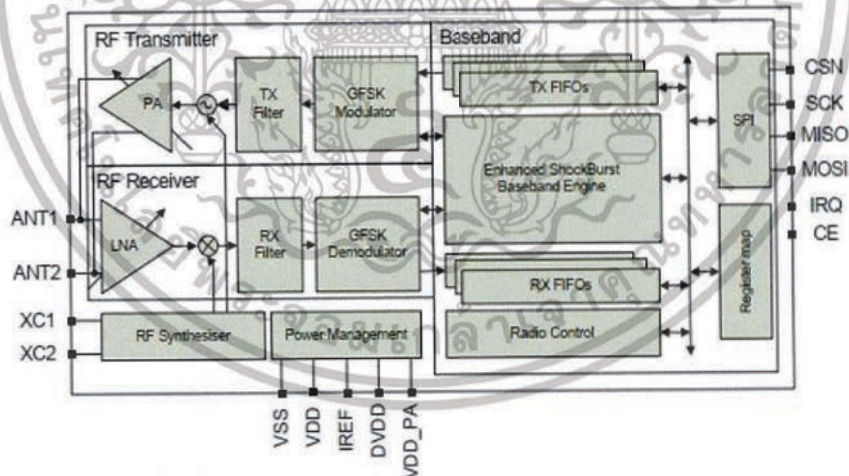 RF Transmitter
Baseband
PA
TX Filter
GFSK Modulator
TX FIFOs
SPI
CSN
SCK
MISO
MOSI
IRQ
CE
Enhanced ShockBurst
Baseband Engine
RF Receiver
ANT1
ANT2
LNA
RX Filter
GFSK Demodulator
RX FIFOs
Register map
XC1
XC2
RF Synthesiser
Power Management
Radio Control
VSS
VDD
IREF
DVDD
VDD_PA